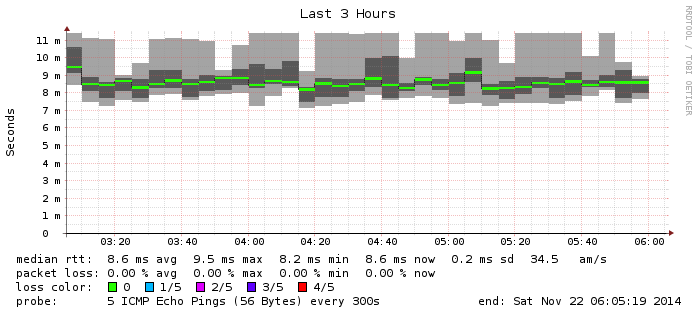 Last 3 Hours
RRDTOOL / TOBI OETIKER
Seconds
11 m
10 m
9 m
8 m
7 m
6 m
5 m
4 m
3 m
2 m
1 m
0
03:20 03:40 04:00 04:20 04:40 05:00 05:20 05:40 06:00
median rtt: 8.6 ms avg 9.5 ms max 8.2 ms min 8.6 ms now 0.2 ms sd 34.5 am/s
packet loss: 0.00 % avg 0.00 % max 0.00 % min 0.00 % now
loss color: 0 1/5 2/5 3/5 4/5
probe: 5 ICMP Echo Pings (56 Bytes) every 300s end: Sat Nov 22 06:05:19 2014